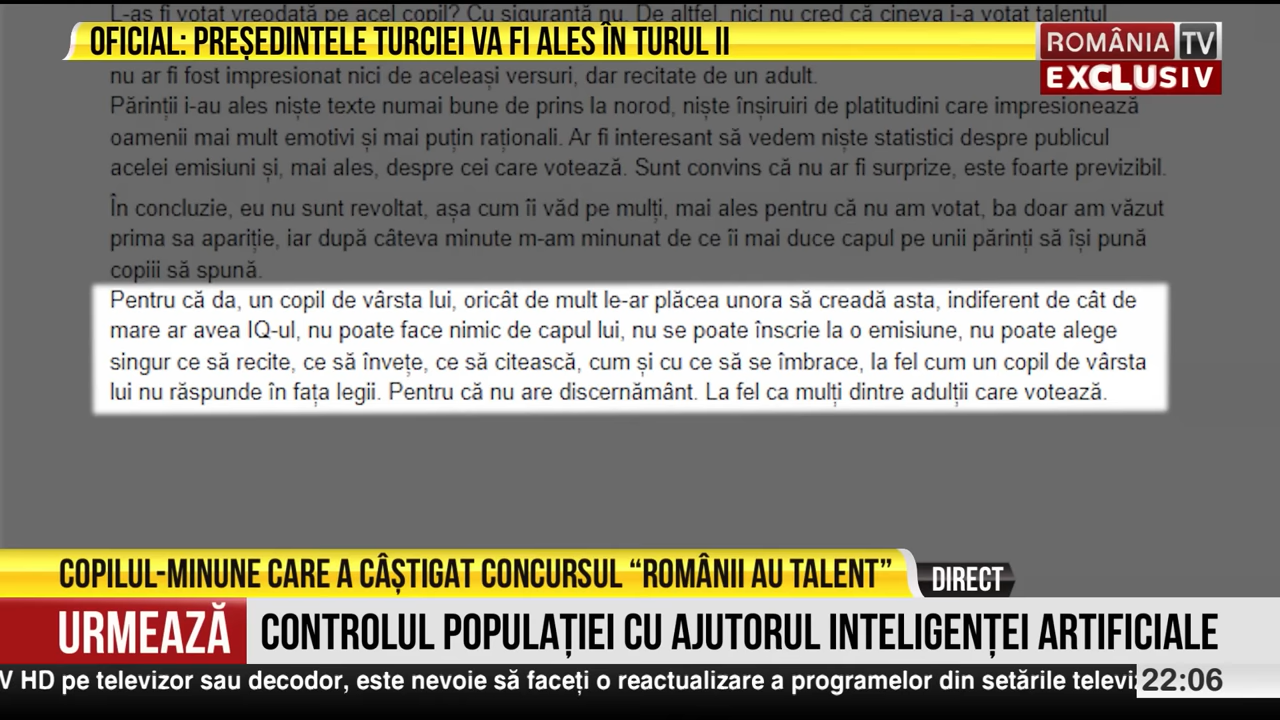 L-aș fi votat vreodată pe acel copil? Cu siguranță nu. De altfel, nici nu cred că cineva i-a votat talentul
OFICIAL: PREȘEDINTELE TURCIEI VA FI ALES ÎN TURUL II
ROMÂNIA TV
EXCLUSIV
nu ar fi fost impresionat nici de aceleași versuri, dar recitate de un adult.
Părinții i-au ales niște texte numai bune de prins la norod, niște înșiruiri de platitudini care impresionează
oamenii mai mult emotivi și mai puțin raționali. Ar fi interesant să vedem niște statistici despre publicul
acelei emisiuni și, mai ales, despre cei care votează. Sunt convins că nu ar fi surprize, este foarte previzibil.
În concluzie, eu nu sunt revoltat, așa cum îi văd pe mulți, mai ales pentru că nu am votat, ba doar am văzut
prima sa apariție, iar după câteva minute m-am minunat de ce îi mai duce capul pe unii părinți să își pună
copiii să spună.
Pentru că da, un copil de vârsta lui, oricât de mult le-ar plăcea unora să creadă asta, indiferent de cât de
mare ar avea IQ-ul, nu poate face nimic de capul lui, nu se poate înscrie la o emisiune, nu poate alege
singur ce să recite, ce să învețe, ce să citească, cum și cu ce să se îmbrace, la fel cum un copil de vârsta
lui nu răspunde în fața legii. Pentru că nu are discernământ. La fel ca mulți dintre adulții care votează.
COPILUL-MINUNE CARE A CÂȘTIGAT CONCURSUL “ROMÂNII AU TALENT”
DIRECT
URMEAZĂ
CONTROLUL POPULAȚIEI CU AJUTORUL INTELIGENȚEI ARTIFICIALE
V HD pe televizor sau decodor, este nevoie să faceți o reactualizare a programelor din setările televi
22:06